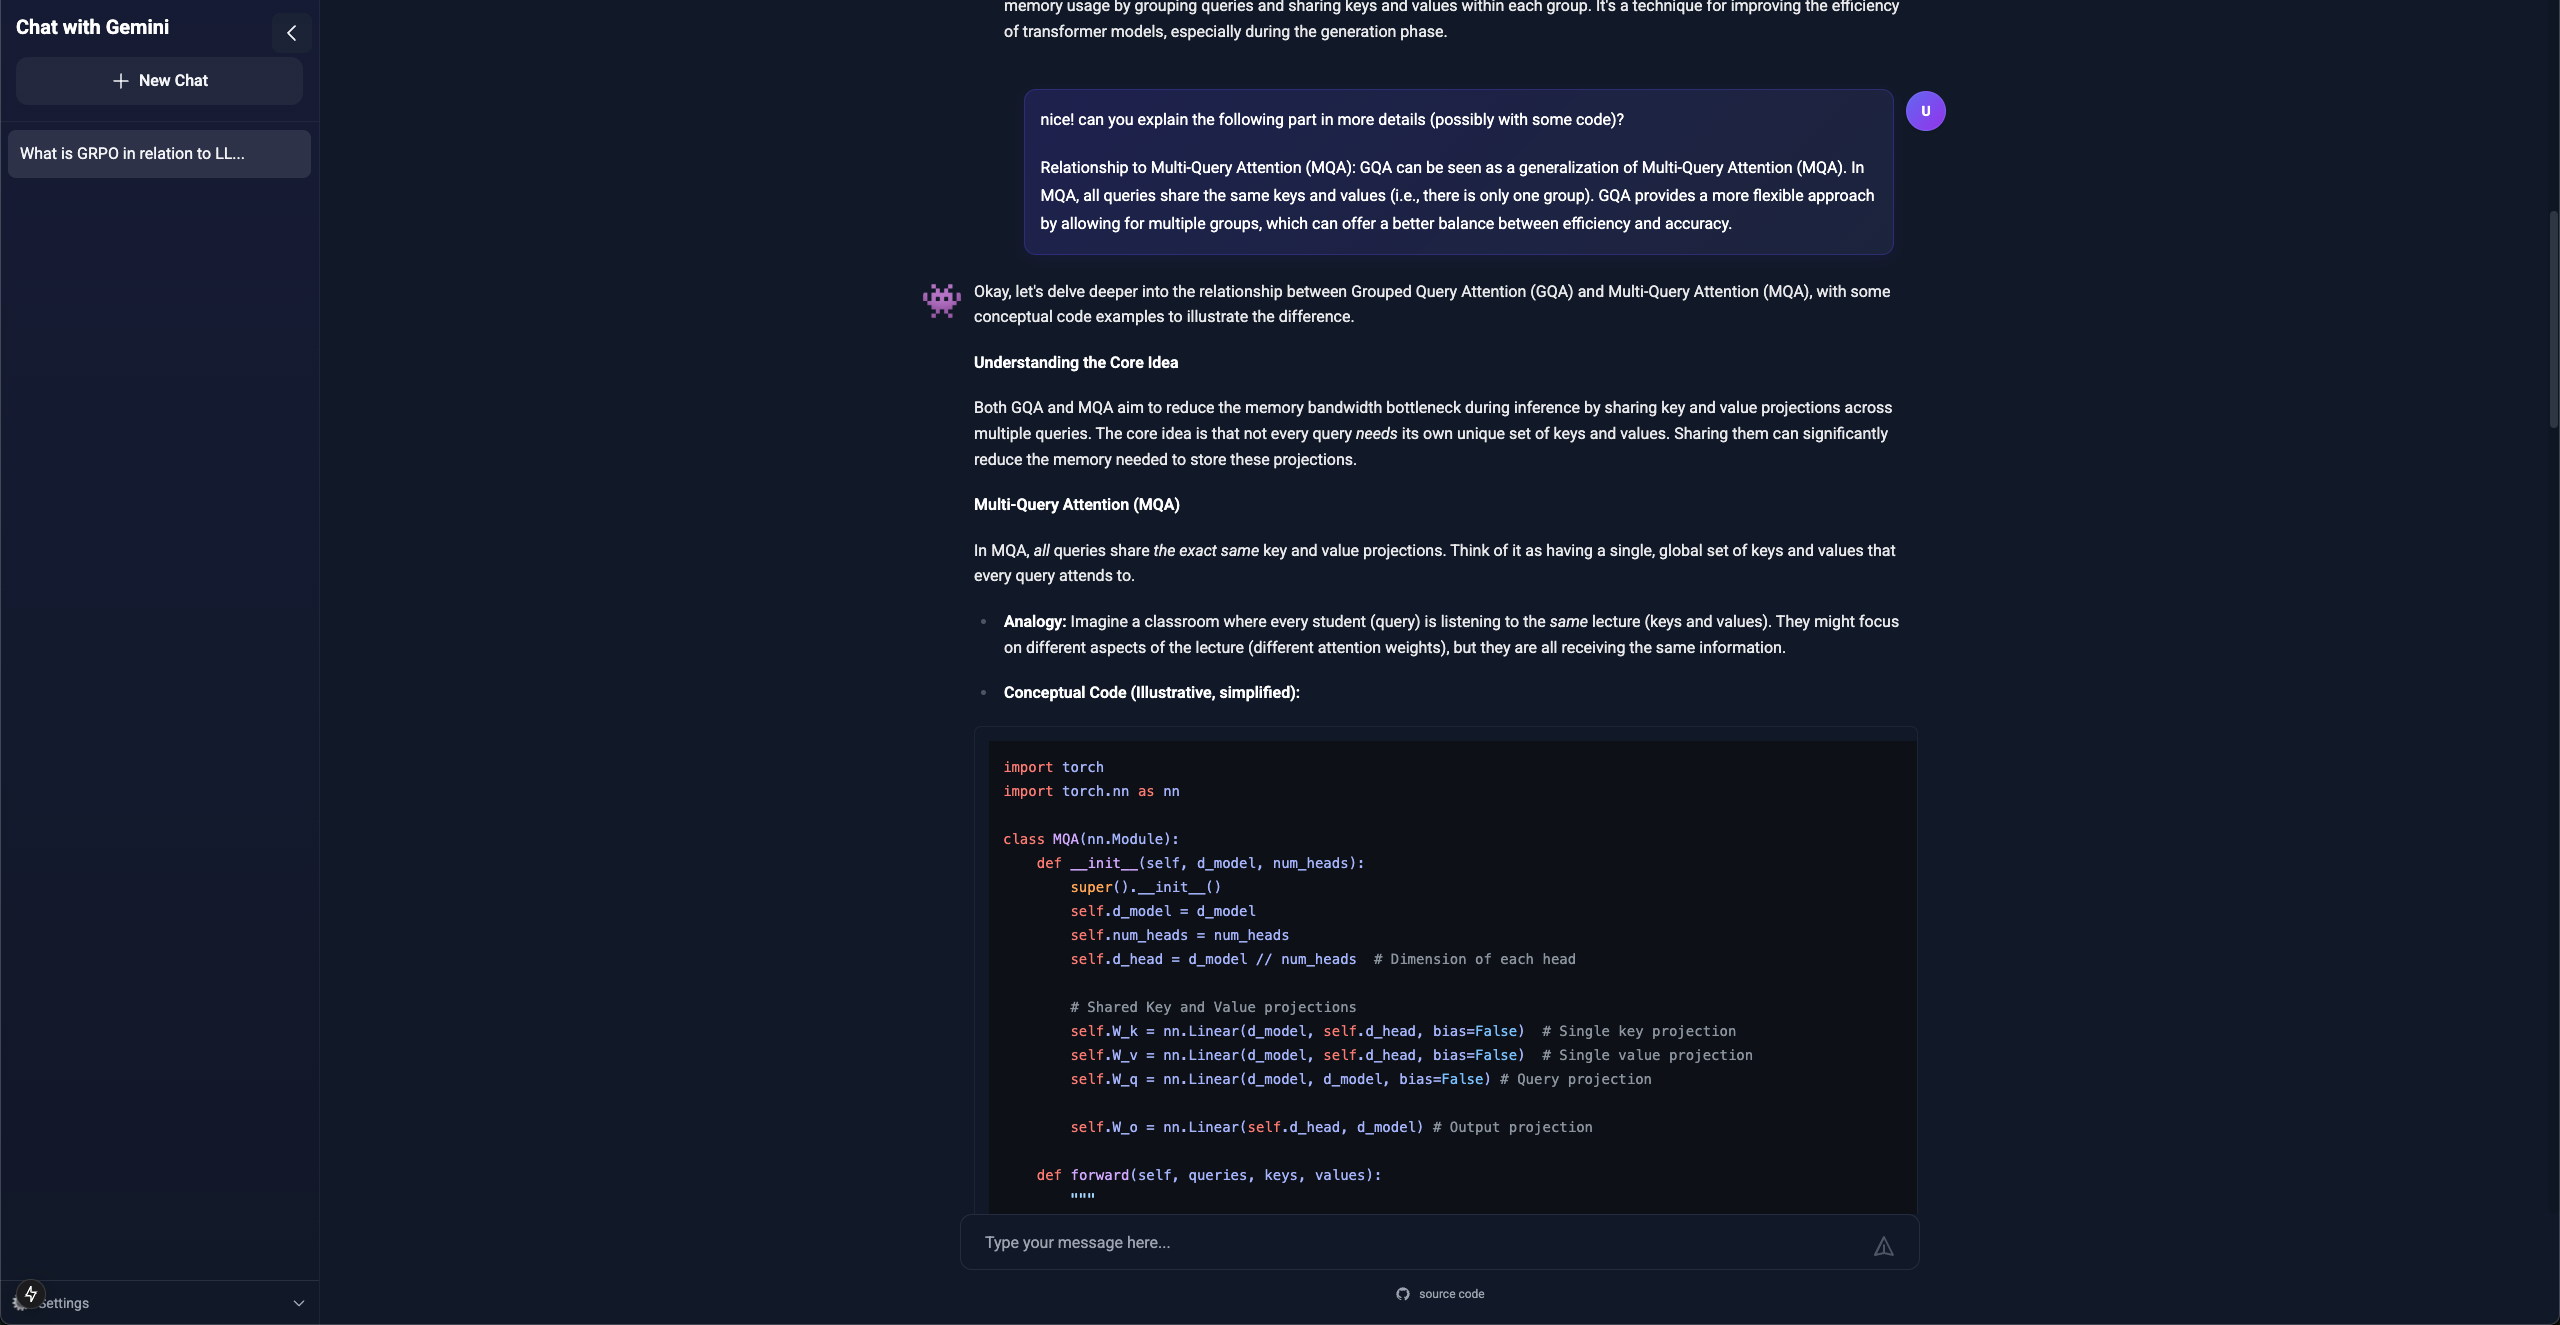 Chat with Gemini
New Chat
What is GRPO in relation to LL...
memory usage by grouping queries and sharing keys and values within each group. It's a technique for improving the efficiency
of transformer models, especially during the generation phase.
nice! can you explain the following part in more details (possibly with some code)?
U
Relationship to Multi-Query Attention (MQA): GQA can be seen as a generalization of Multi-Query Attention (MQA). In
MQA, all queries share the same keys and values (i.e., there is only one group). GQA provides a more flexible approach
by allowing for multiple groups, which can offer a better balance between efficiency and accuracy.
Okay, let's delve deeper into the relationship between Grouped Query Attention (GQA) and Multi-Query Attention (MQA), with some
conceptual code examples to illustrate the difference.
Understanding the Core Idea
Both GQA and MQA aim to reduce the memory bandwidth bottleneck during inference by sharing key and value projections across
multiple queries. The core idea is that not every query needs its own unique set of keys and values. Sharing them can significantly
reduce the memory needed to store these projections.
Multi-Query Attention (MQA)
In MQA, all queries share the exact same key and value projections. Think of it as having a single, global set of keys and values that
every query attends to.
• Analogy: Imagine a classroom where every student (query) is listening to the same lecture (keys and values). They might focus
on different aspects of the lecture (different attention weights), but they are all receiving the same information.
• Conceptual Code (Illustrative, simplified):
import torch
import torch.nn as nn
class MQA(nn.Module):
    def __init__(self, d_model, num_heads):
        super().__init__()
        self.d_model = d_model
        self.num_heads = num_heads
        self.d_head = d_model // num_heads  # Dimension of each head
        # Shared Key and Value projections
        self.W_k = nn.Linear(d_model, self.d_head, bias=False)  # Single key projection
        self.W_v = nn.Linear(d_model, self.d_head, bias=False)  # Single value projection
        self.W_q = nn.Linear(d_model, d_model, bias=False) # Query projection
        self.W_o = nn.Linear(self.d_head, d_model) # Output projection
    def forward(self, queries, keys, values):
        """
Type your message here...
source code
ettings